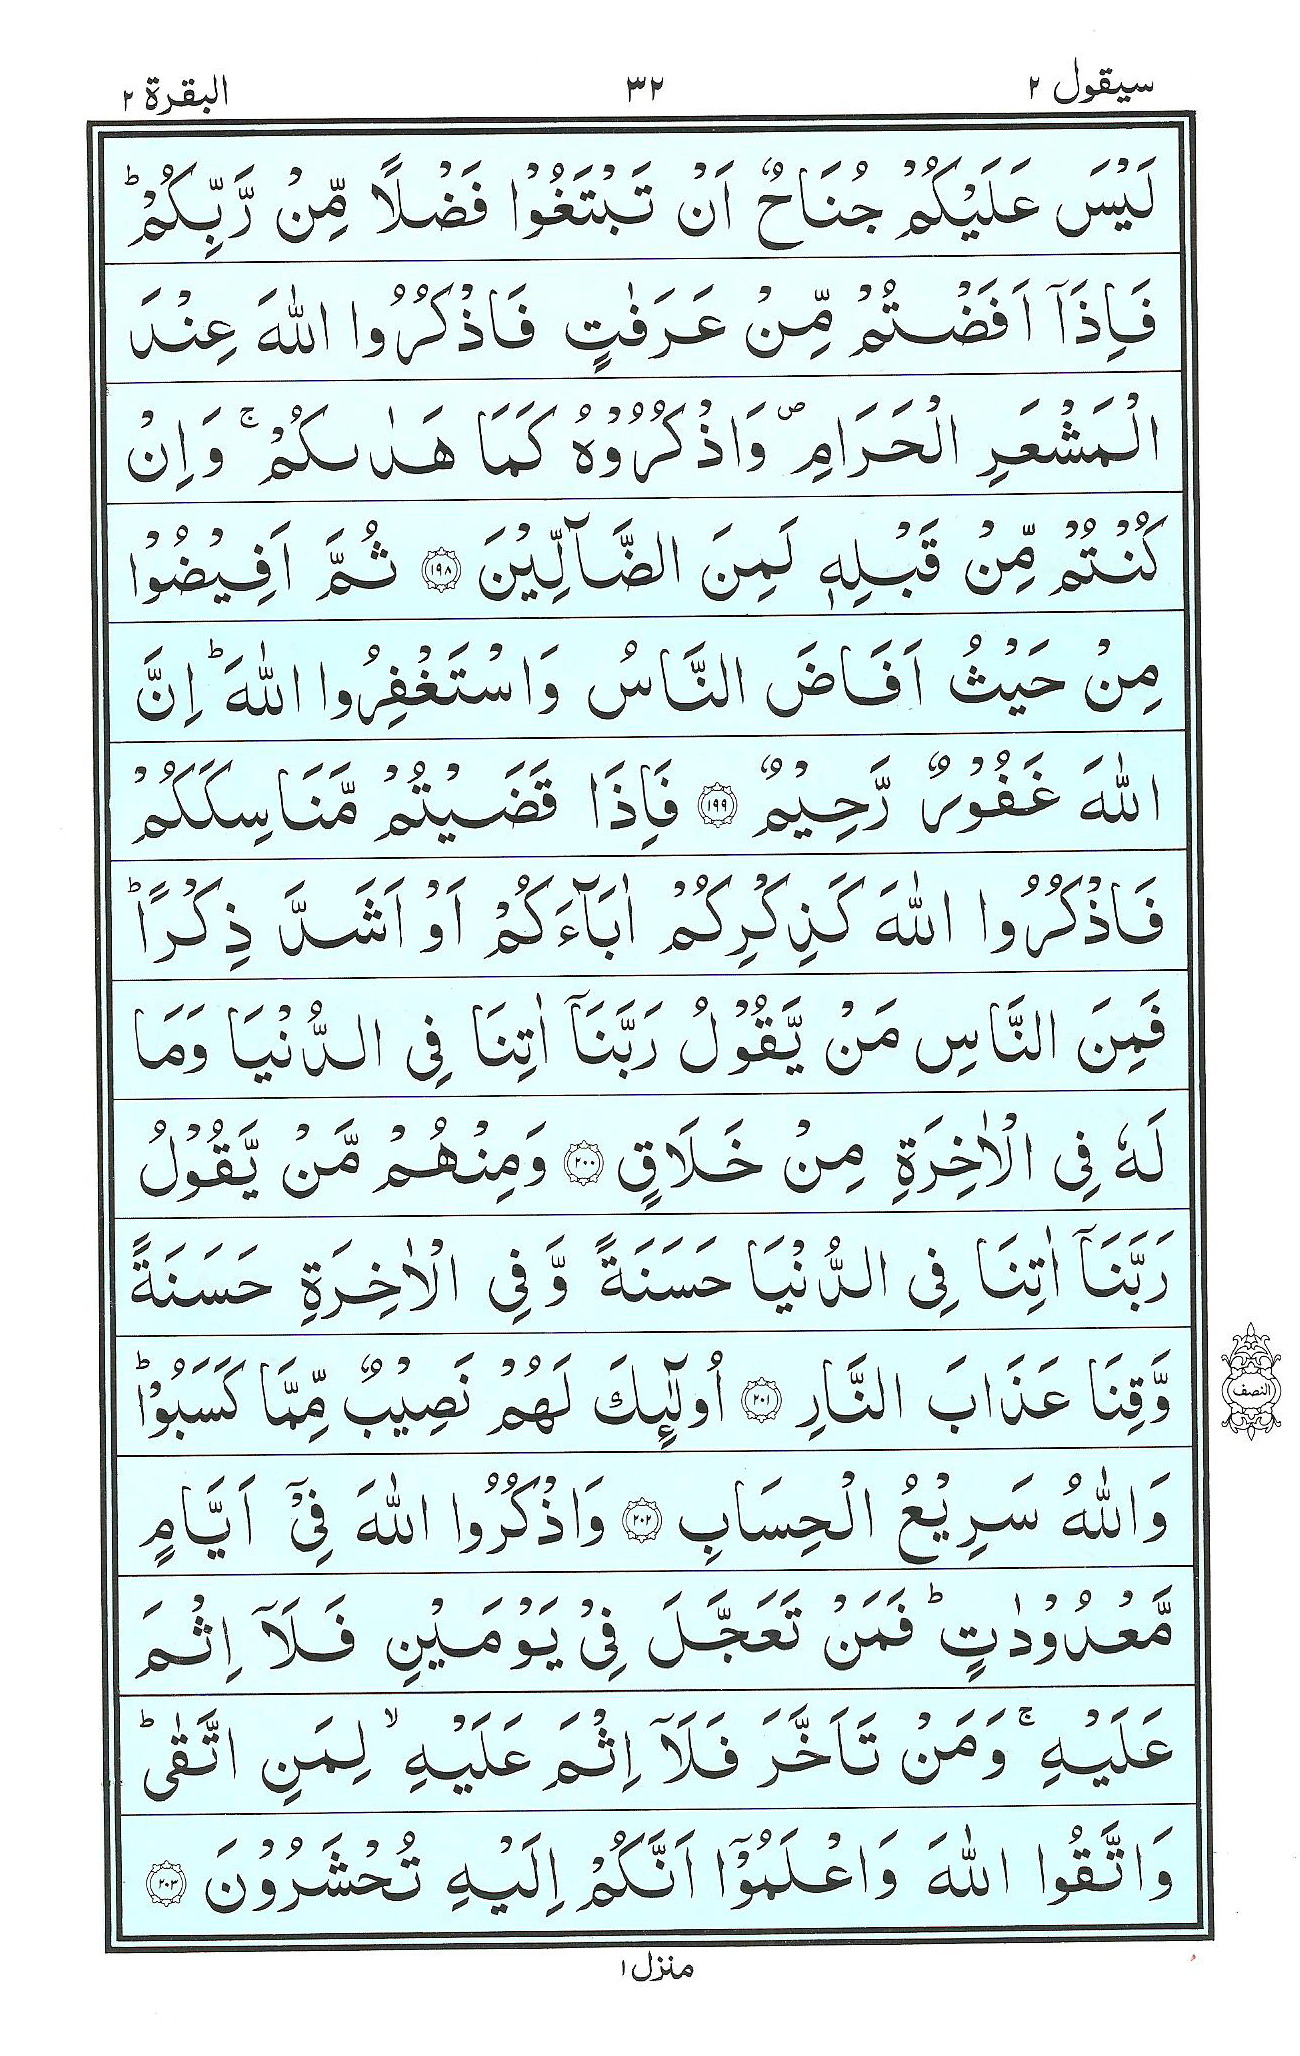 سيقول ٢ ٣٢ البقرة ٢
لَيْسَ عَلَيْكُمْ جُنَاحٌ اَنْ تَبْتَغُوْا فَضْلًا مِّنْ رَّبِّكُمْ ؕ
فَاِذَآ اَفَضْتُمْ مِّنْ عَرَفٰتٍ فَاذْكُرُوا اللّٰهَ عِنْدَ
الْمَشْعَرِ الْحَرَامِ ۪ وَاذْكُرُوْهُ كَمَا هَدٰىكُمْ ۚ وَاِنْ
كُنْتُمْ مِّنْ قَبْلِهٖ لَمِنَ الضَّآلِّيْنَ ۝١٩٨ ثُمَّ اَفِيْضُوْا
مِنْ حَيْثُ اَفَاضَ النَّاسُ وَاسْتَغْفِرُوا اللّٰهَ ؕ اِنَّ
اللّٰهَ غَفُوْرٌ رَّحِيْمٌ ۝١٩٩ فَاِذَا قَضَيْتُمْ مَّنَاسِكَكُمْ
فَاذْكُرُوا اللّٰهَ كَذِكْرِكُمْ اٰبَآءَكُمْ اَوْ اَشَدَّ ذِكْرًا ؕ
فَمِنَ النَّاسِ مَنْ يَّقُوْلُ رَبَّنَآ اٰتِنَا فِى الدُّنْيَا وَمَا
لَهٗ فِى الْاٰخِرَةِ مِنْ خَلَاقٍ ۝٢٠٠ وَمِنْهُمْ مَّنْ يَّقُوْلُ
رَبَّنَآ اٰتِنَا فِى الدُّنْيَا حَسَنَةً وَّفِى الْاٰخِرَةِ حَسَنَةً
وَّقِنَا عَذَابَ النَّارِ ۝٢٠١ اُولٰٓئِكَ لَهُمْ نَصِيْبٌ مِّمَّا كَسَبُوْا ؕ
النصف
وَاللّٰهُ سَرِيْعُ الْحِسَابِ ۝٢٠٢ وَاذْكُرُوا اللّٰهَ فِىْٓ اَيَّامٍ
مَّعْدُوْدٰتٍ ؕ فَمَنْ تَعَجَّلَ فِىْ يَوْمَيْنِ فَلَآ اِثْمَ
عَلَيْهِ ۚ وَمَنْ تَاَخَّرَ فَلَآ اِثْمَ عَلَيْهِ ۙ لِمَنِ اتَّقٰى ؕ
وَاتَّقُوا اللّٰهَ وَاعْلَمُوْٓا اَنَّكُمْ اِلَيْهِ تُحْشَرُوْنَ ۝٢٠٣
منزل ١